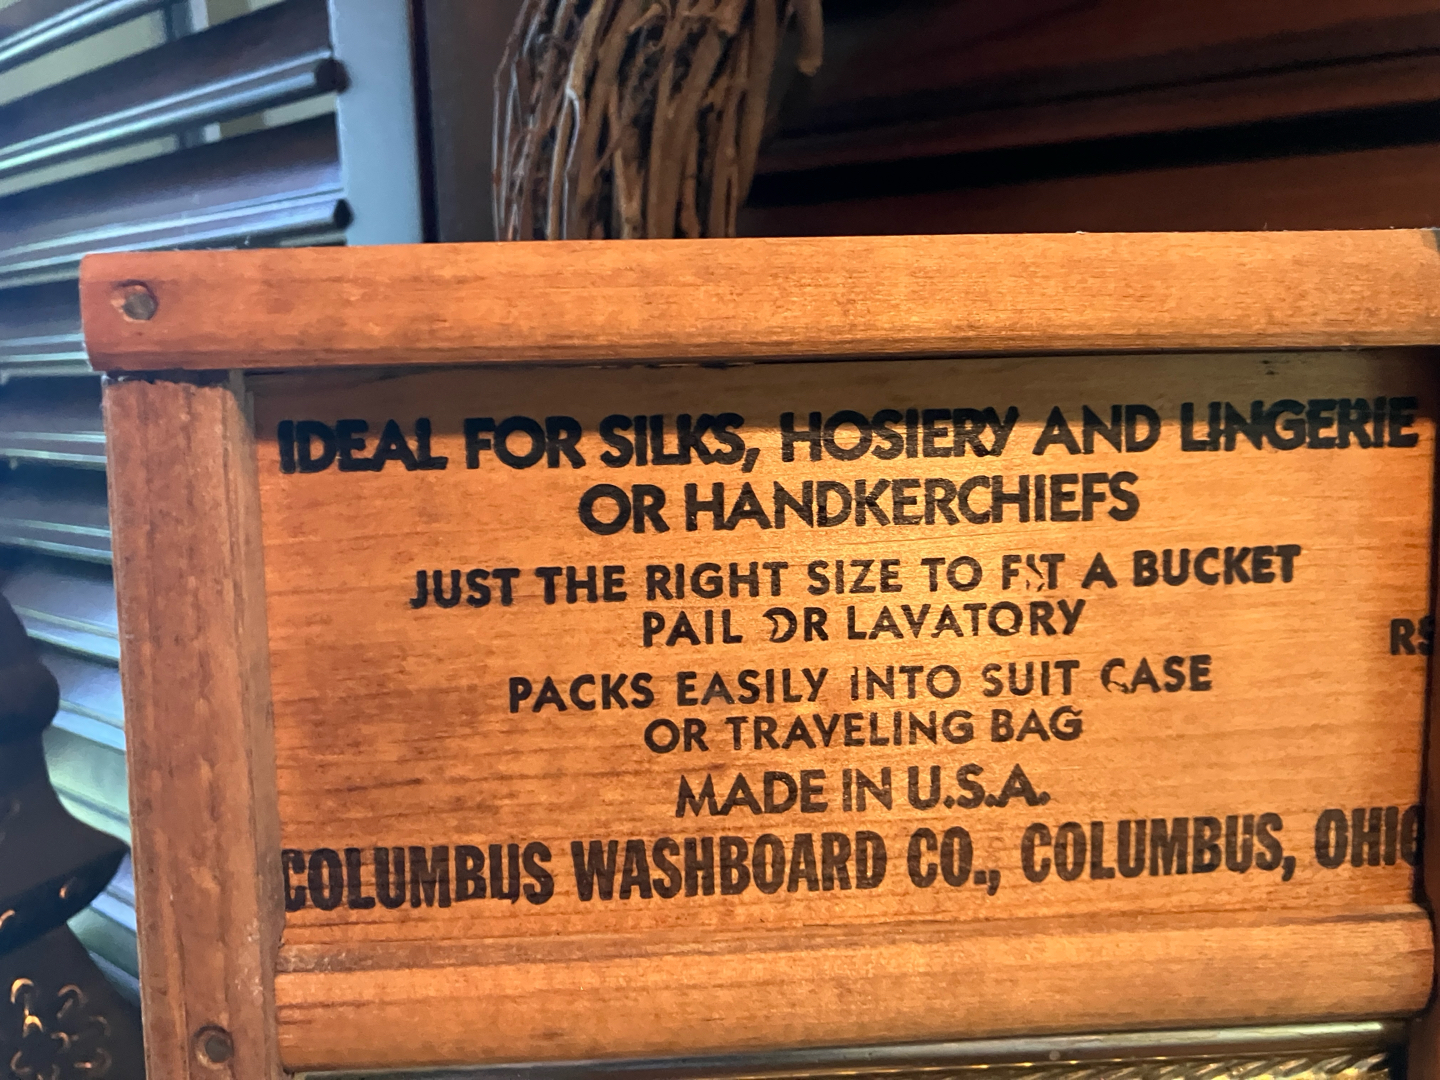 IDEAL FOR SILKS, HOSIERY AND LINGERIE
OR HANDKERCHIEFS
JUST THE RIGHT SIZE TO FIT A BUCKET
PAIL OR LAVATORY
PACKS EASILY INTO SUIT CASE
OR TRAVELING BAG
MADE IN U.S.A.
COLUMBUS WASHBOARD CO., COLUMBUS, OHIO